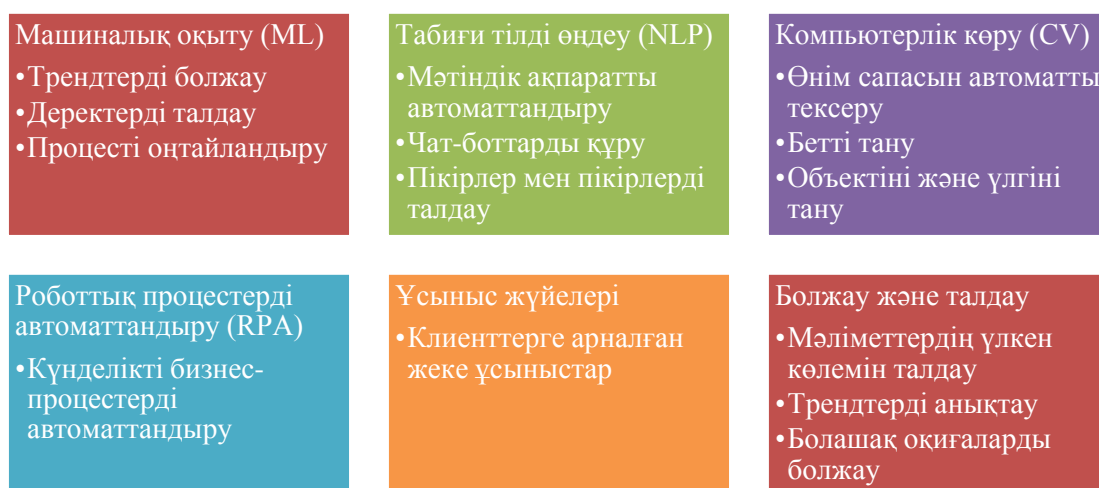 Машиналық оқыту (ML)
•Трендтерді болжау
•Деректерді талдау
•Процесті оңтайландыру
Табиғи тілді өңдеу (NLP)
•Мәтіндік ақпаратты
автоматтандыру
•Чат-боттарды құру
•Пікірлер мен пікірлерді
талдау
Компьютерлік көру (CV)
•Өнім сапасын автоматты
тексеру
•Бетті тану
•Объектіні және үлгіні
тану
Роботтық процестерді
автоматтандыру (RPA)
•Күнделікті бизнес-
процестерді
автоматтандыру
Ұсыныс жүйелері
•Клиенттерге арналған
жеке ұсыныстар
Болжау және талдау
•Мәліметтердің үлкен
көлемін талдау
•Трендтерді анықтау
•Болашақ оқиғаларды
болжау